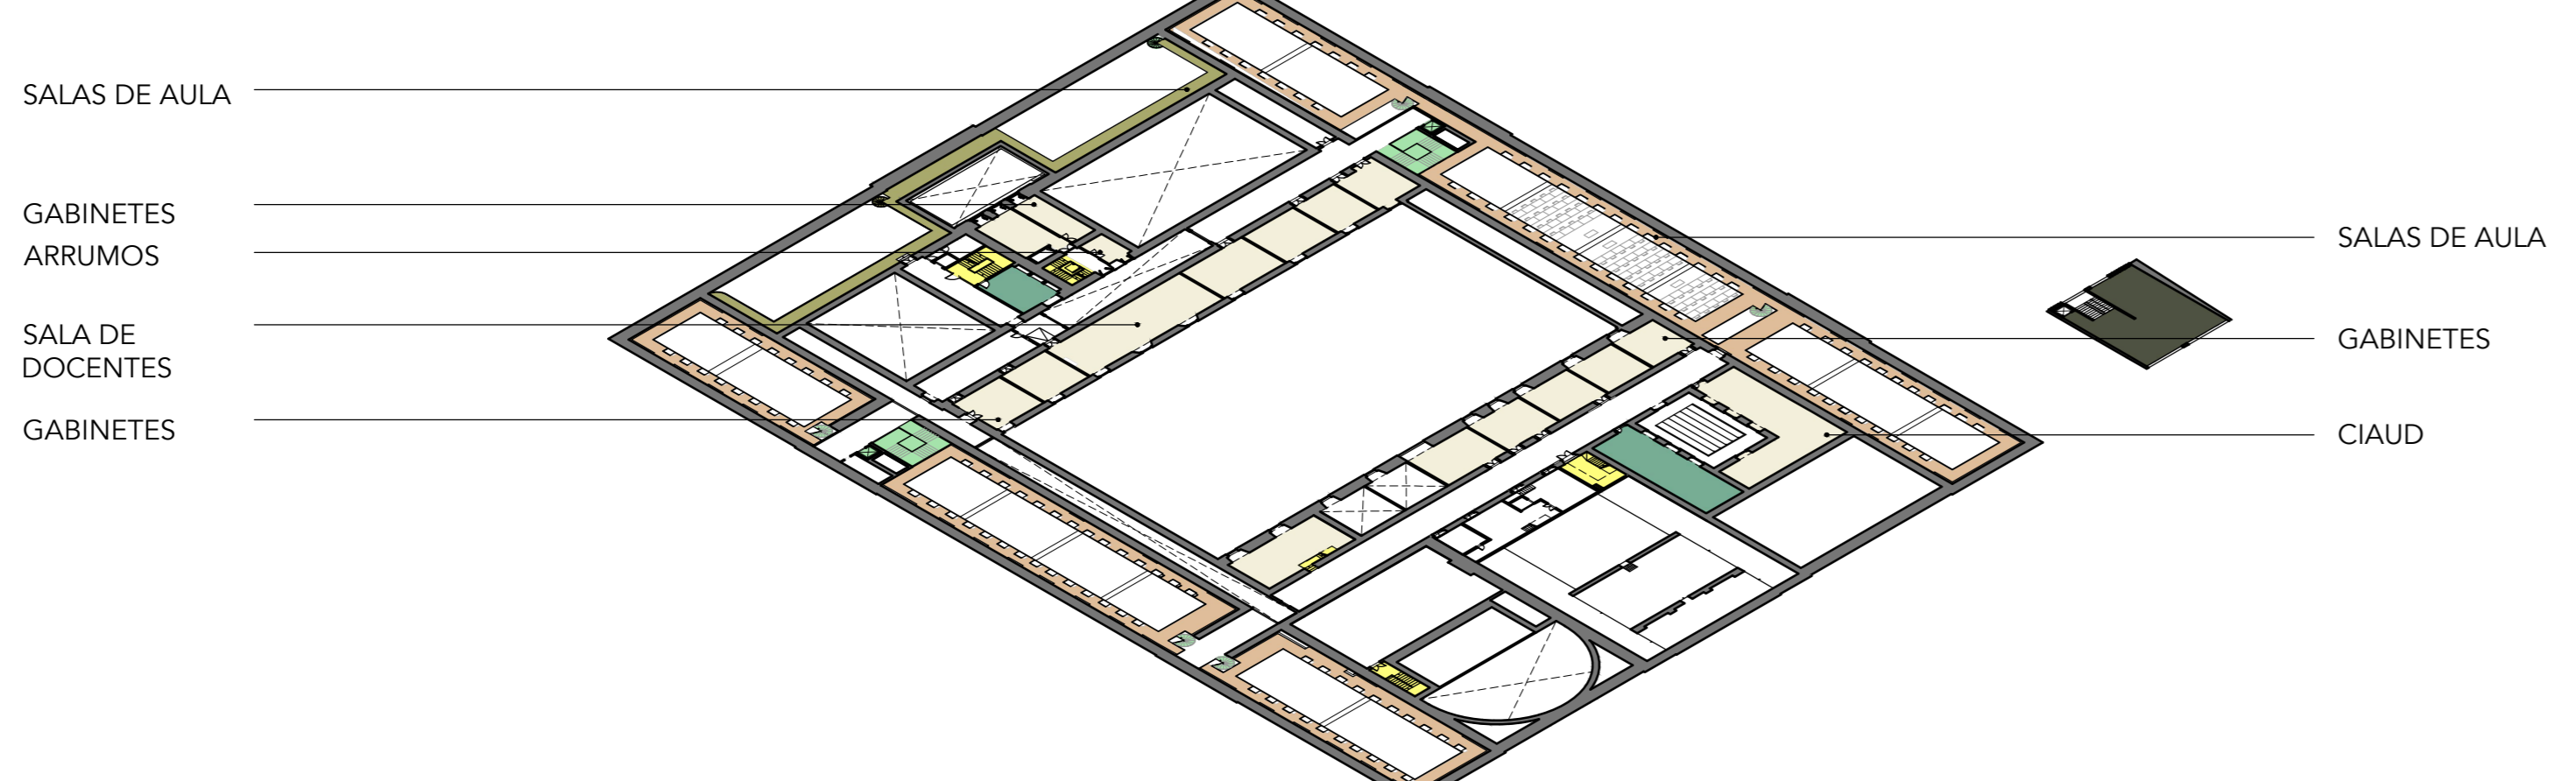 SALAS DE AULA
GABINETES
ARRUMOS
SALA DE
DOCENTES
GABINETES
SALAS DE AULA
GABINETES
CIAUD